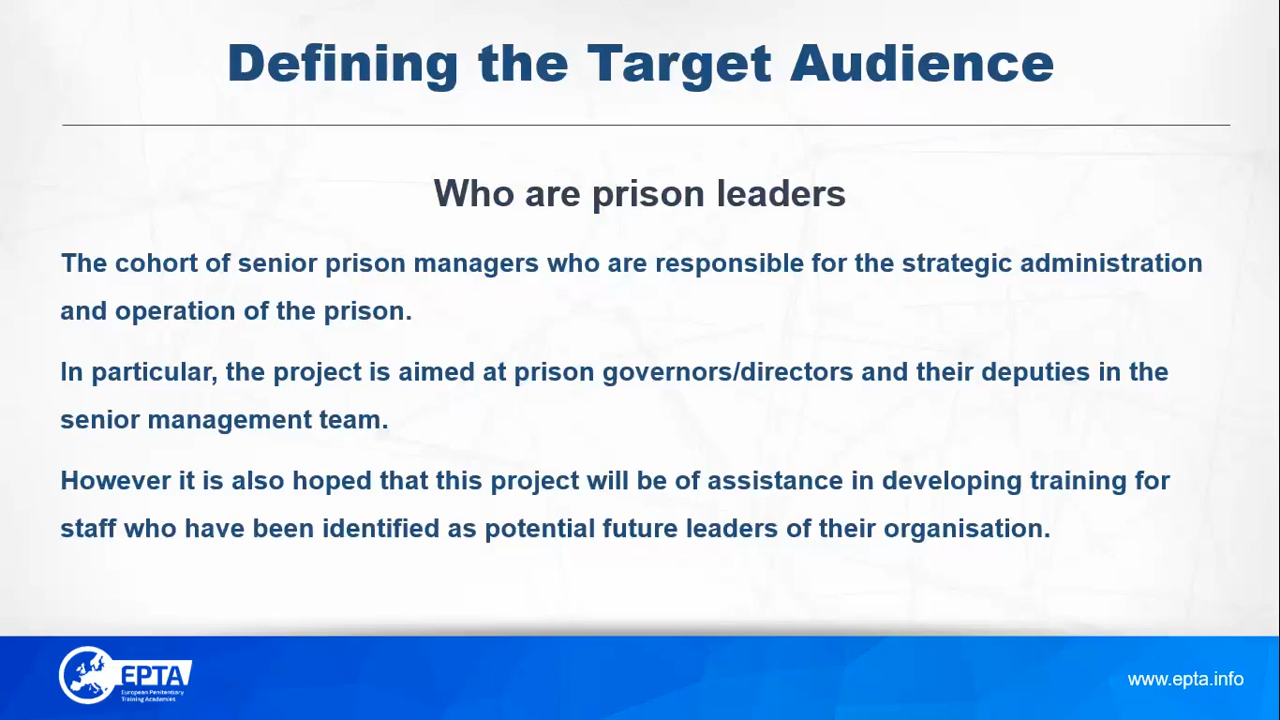 Defining the Target Audience
Who are prison leaders
The cohort of senior prison managers who are responsible for the strategic administration
and operation of the prison.
In particular, the project is aimed at prison governors/directors and their deputies in the
senior management team.
However it is also hoped that this project will be of assistance in developing training for
staff who have been identified as potential future leaders of their organisation.
EPTA
European Penitentiary
Training Academies
www.epta.info